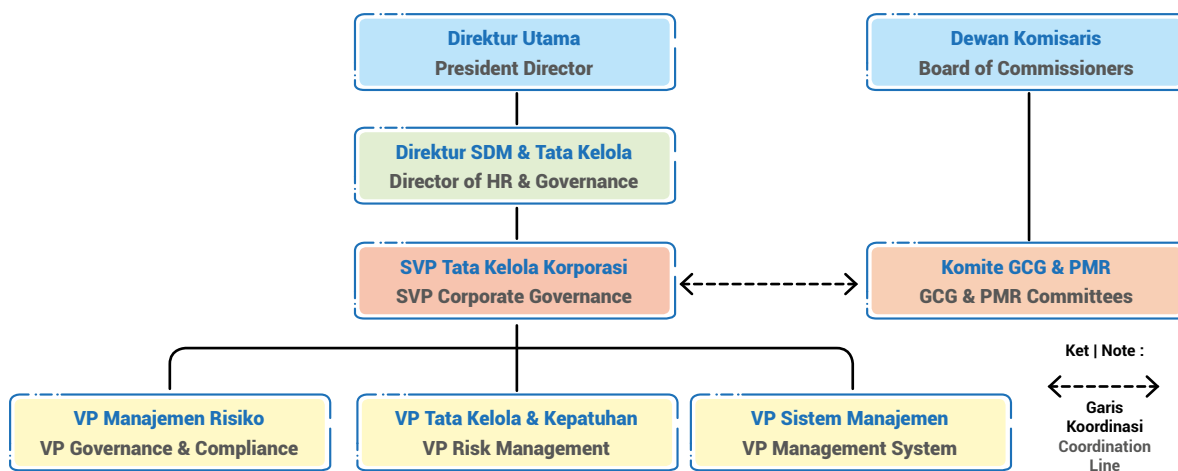 Direktur Utama
President Director
Dewan Komisaris
Board of Commissioners
Direktur SDM & Tata Kelola
Director of HR & Governance
SVP Tata Kelola Korporasi
SVP Corporate Governance
Komite GCG & PMR
GCG & PMR Committees
Ket | Note :
Garis
Koordinasi
Coordination
Line
VP Manajemen Risiko
VP Governance & Compliance
VP Tata Kelola & Kepatuhan
VP Risk Management
VP Sistem Manajemen
VP Management System